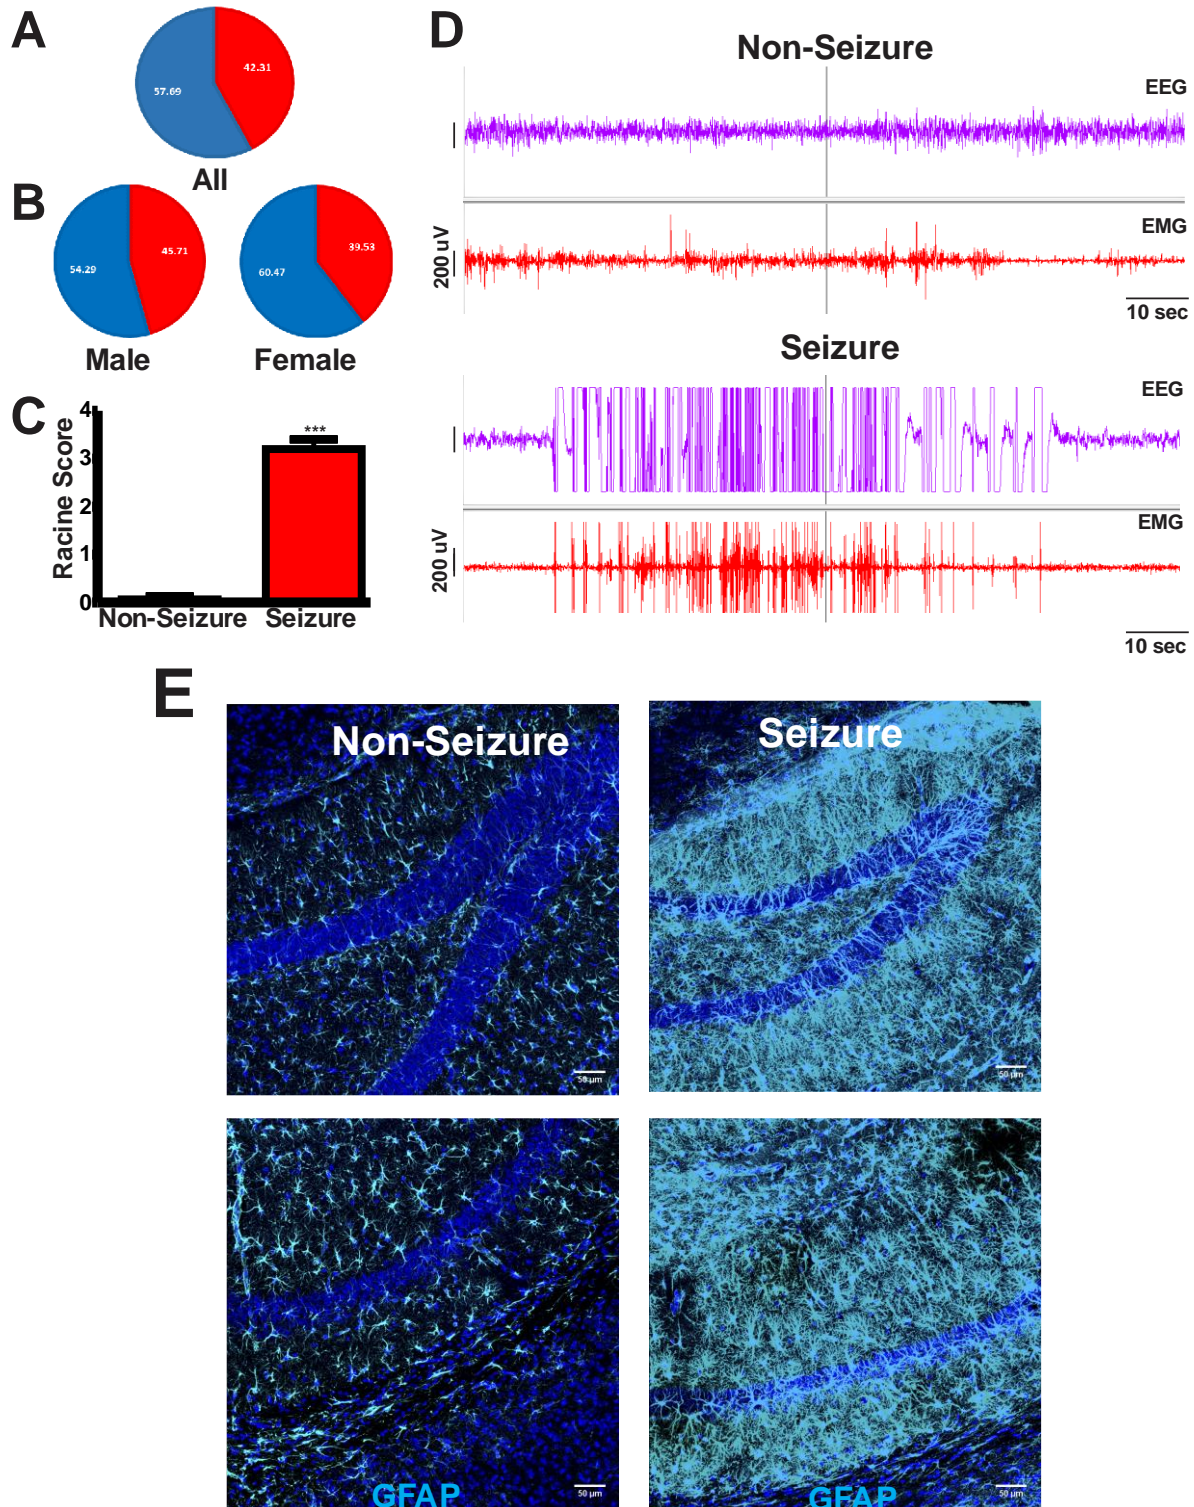 A
42.31
57.69
All
B
45.71
54.29
Male
39.53
60.47
Female
C
Racine Score
4
3
2
1
0
***
Non-Seizure
Seizure
D
Non-Seizure
EEG
EMG
200 uV
10 sec
Seizure
EEG
EMG
200 uV
10 sec
E
Non-Seizure
Seizure
50 µm
50 µm
GFAP
50 µm
GFAP
50 µm